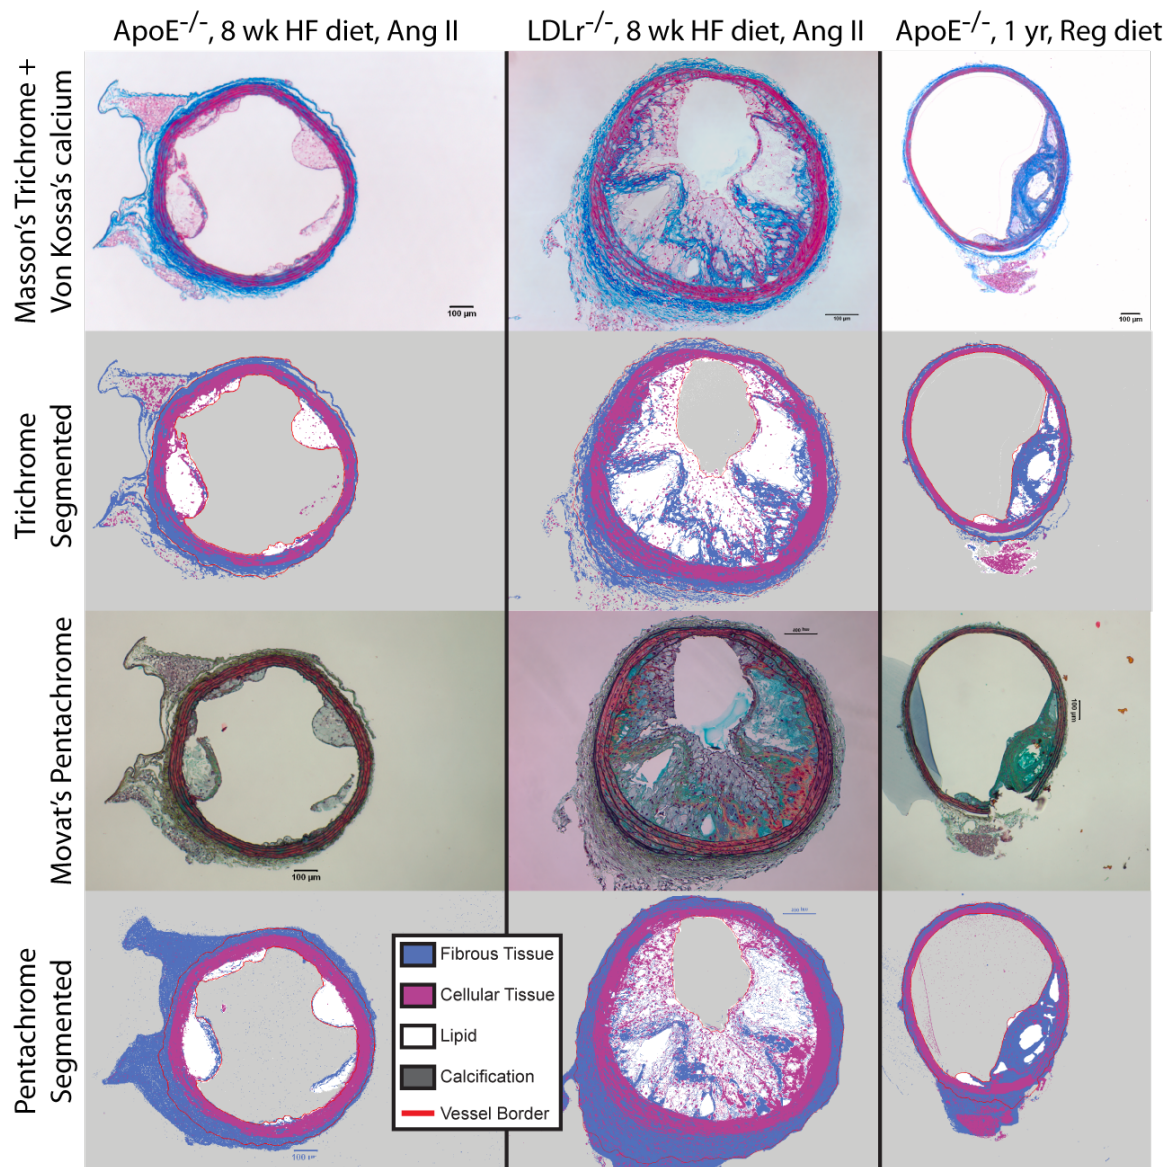 ApoE-/-, 8 wk HF diet, Ang II
LDLr-/-, 8 wk HF diet, Ang II
ApoE-/-, 1 yr, Reg diet
Masson's Trichrome +
Von Kossa's calcium
100 µm
100 µm
100 µm
Trichrome
Segmented
Movat's Pentachrome
100 µm
100 µm
Pentachrome
Segmented
Fibrous Tissue
Cellular Tissue
Lipid
Calcification
Vessel Border
100 µm